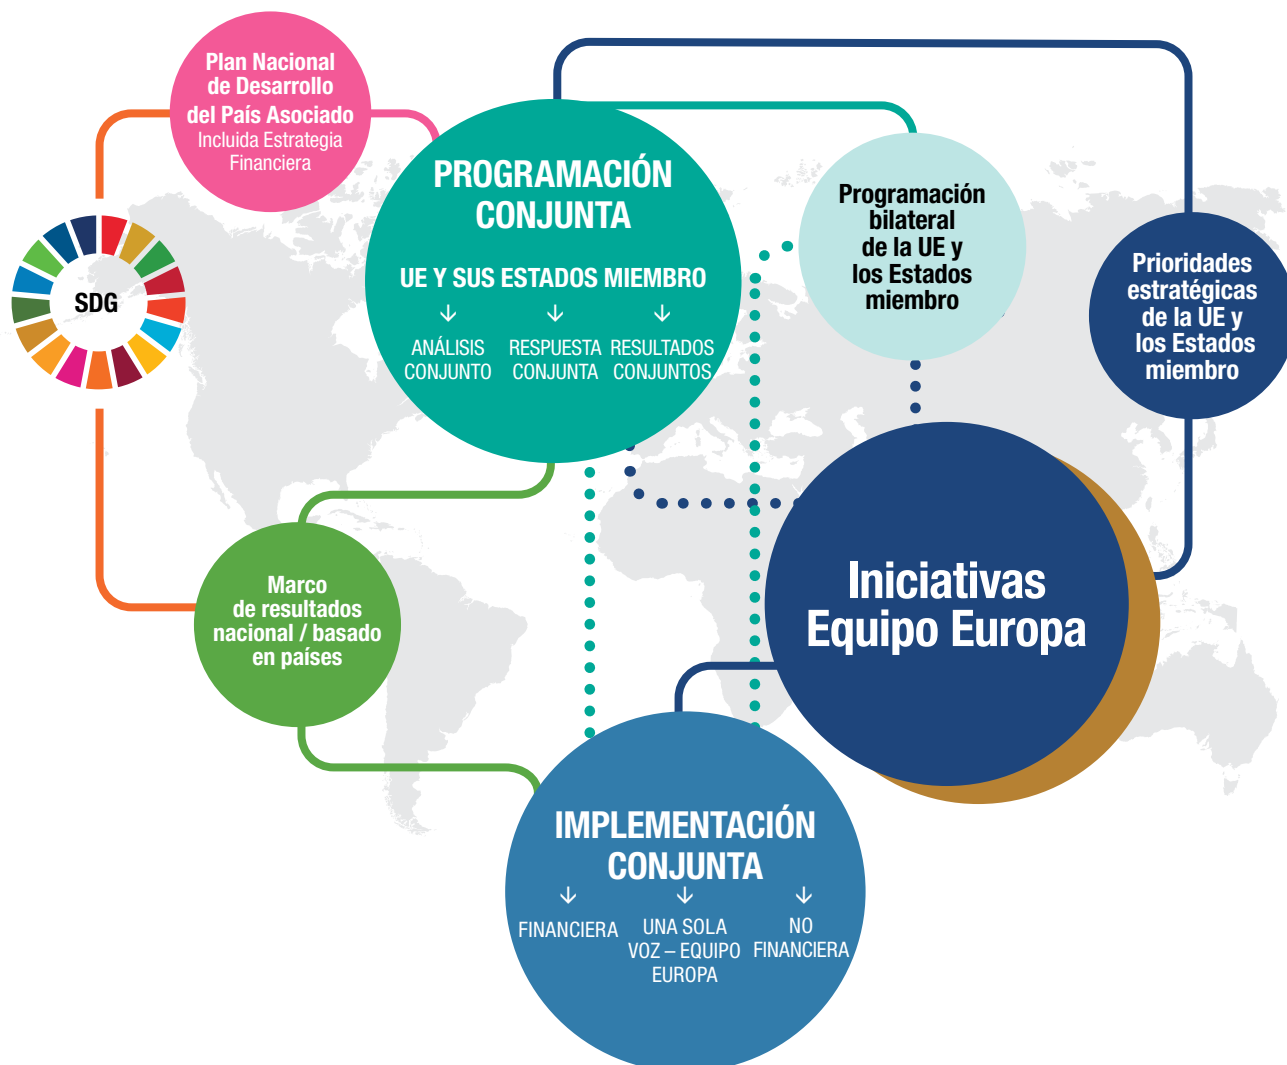 Plan Nacional
de Desarrollo
del País Asociado
Incluida Estrategia
Financiera
PROGRAMACIÓN
CONJUNTA
UE Y SUS ESTADOS MIEMBRO
ANÁLISIS
CONJUNTO
RESPUESTA
CONJUNTA
RESULTADOS
CONJUNTOS
Programación
bilateral
de la UE y
los Estados
miembro
Prioridades
estratégicas
de la UE y
los Estados
miembro
SDG
Marco
de resultados
nacional / basado
en países
Iniciativas
Equipo Europa
IMPLEMENTACIÓN
CONJUNTA
FINANCIERA
UNA SOLA
VOZ – EQUIPO
EUROPA
NO
FINANCIERA